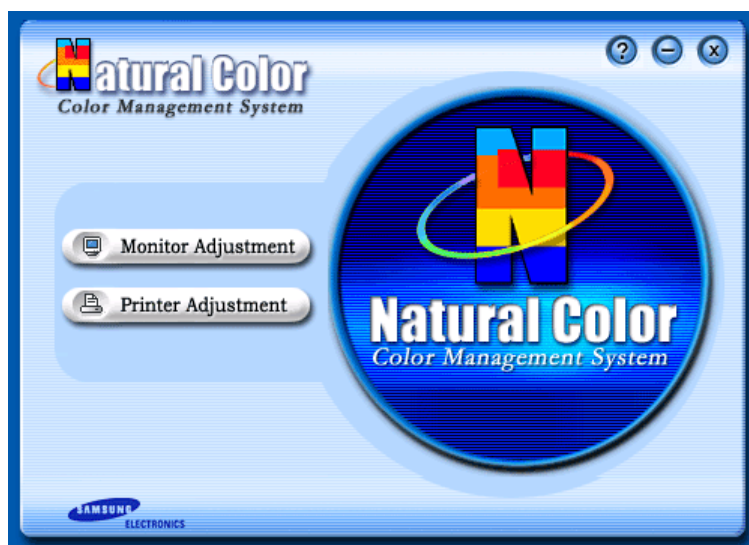 Natural Color
Color Management System
? − x
Monitor Adjustment
Printer Adjustment
N
Natural Color
Color Management System
SAMSUNG
ELECTRONICS